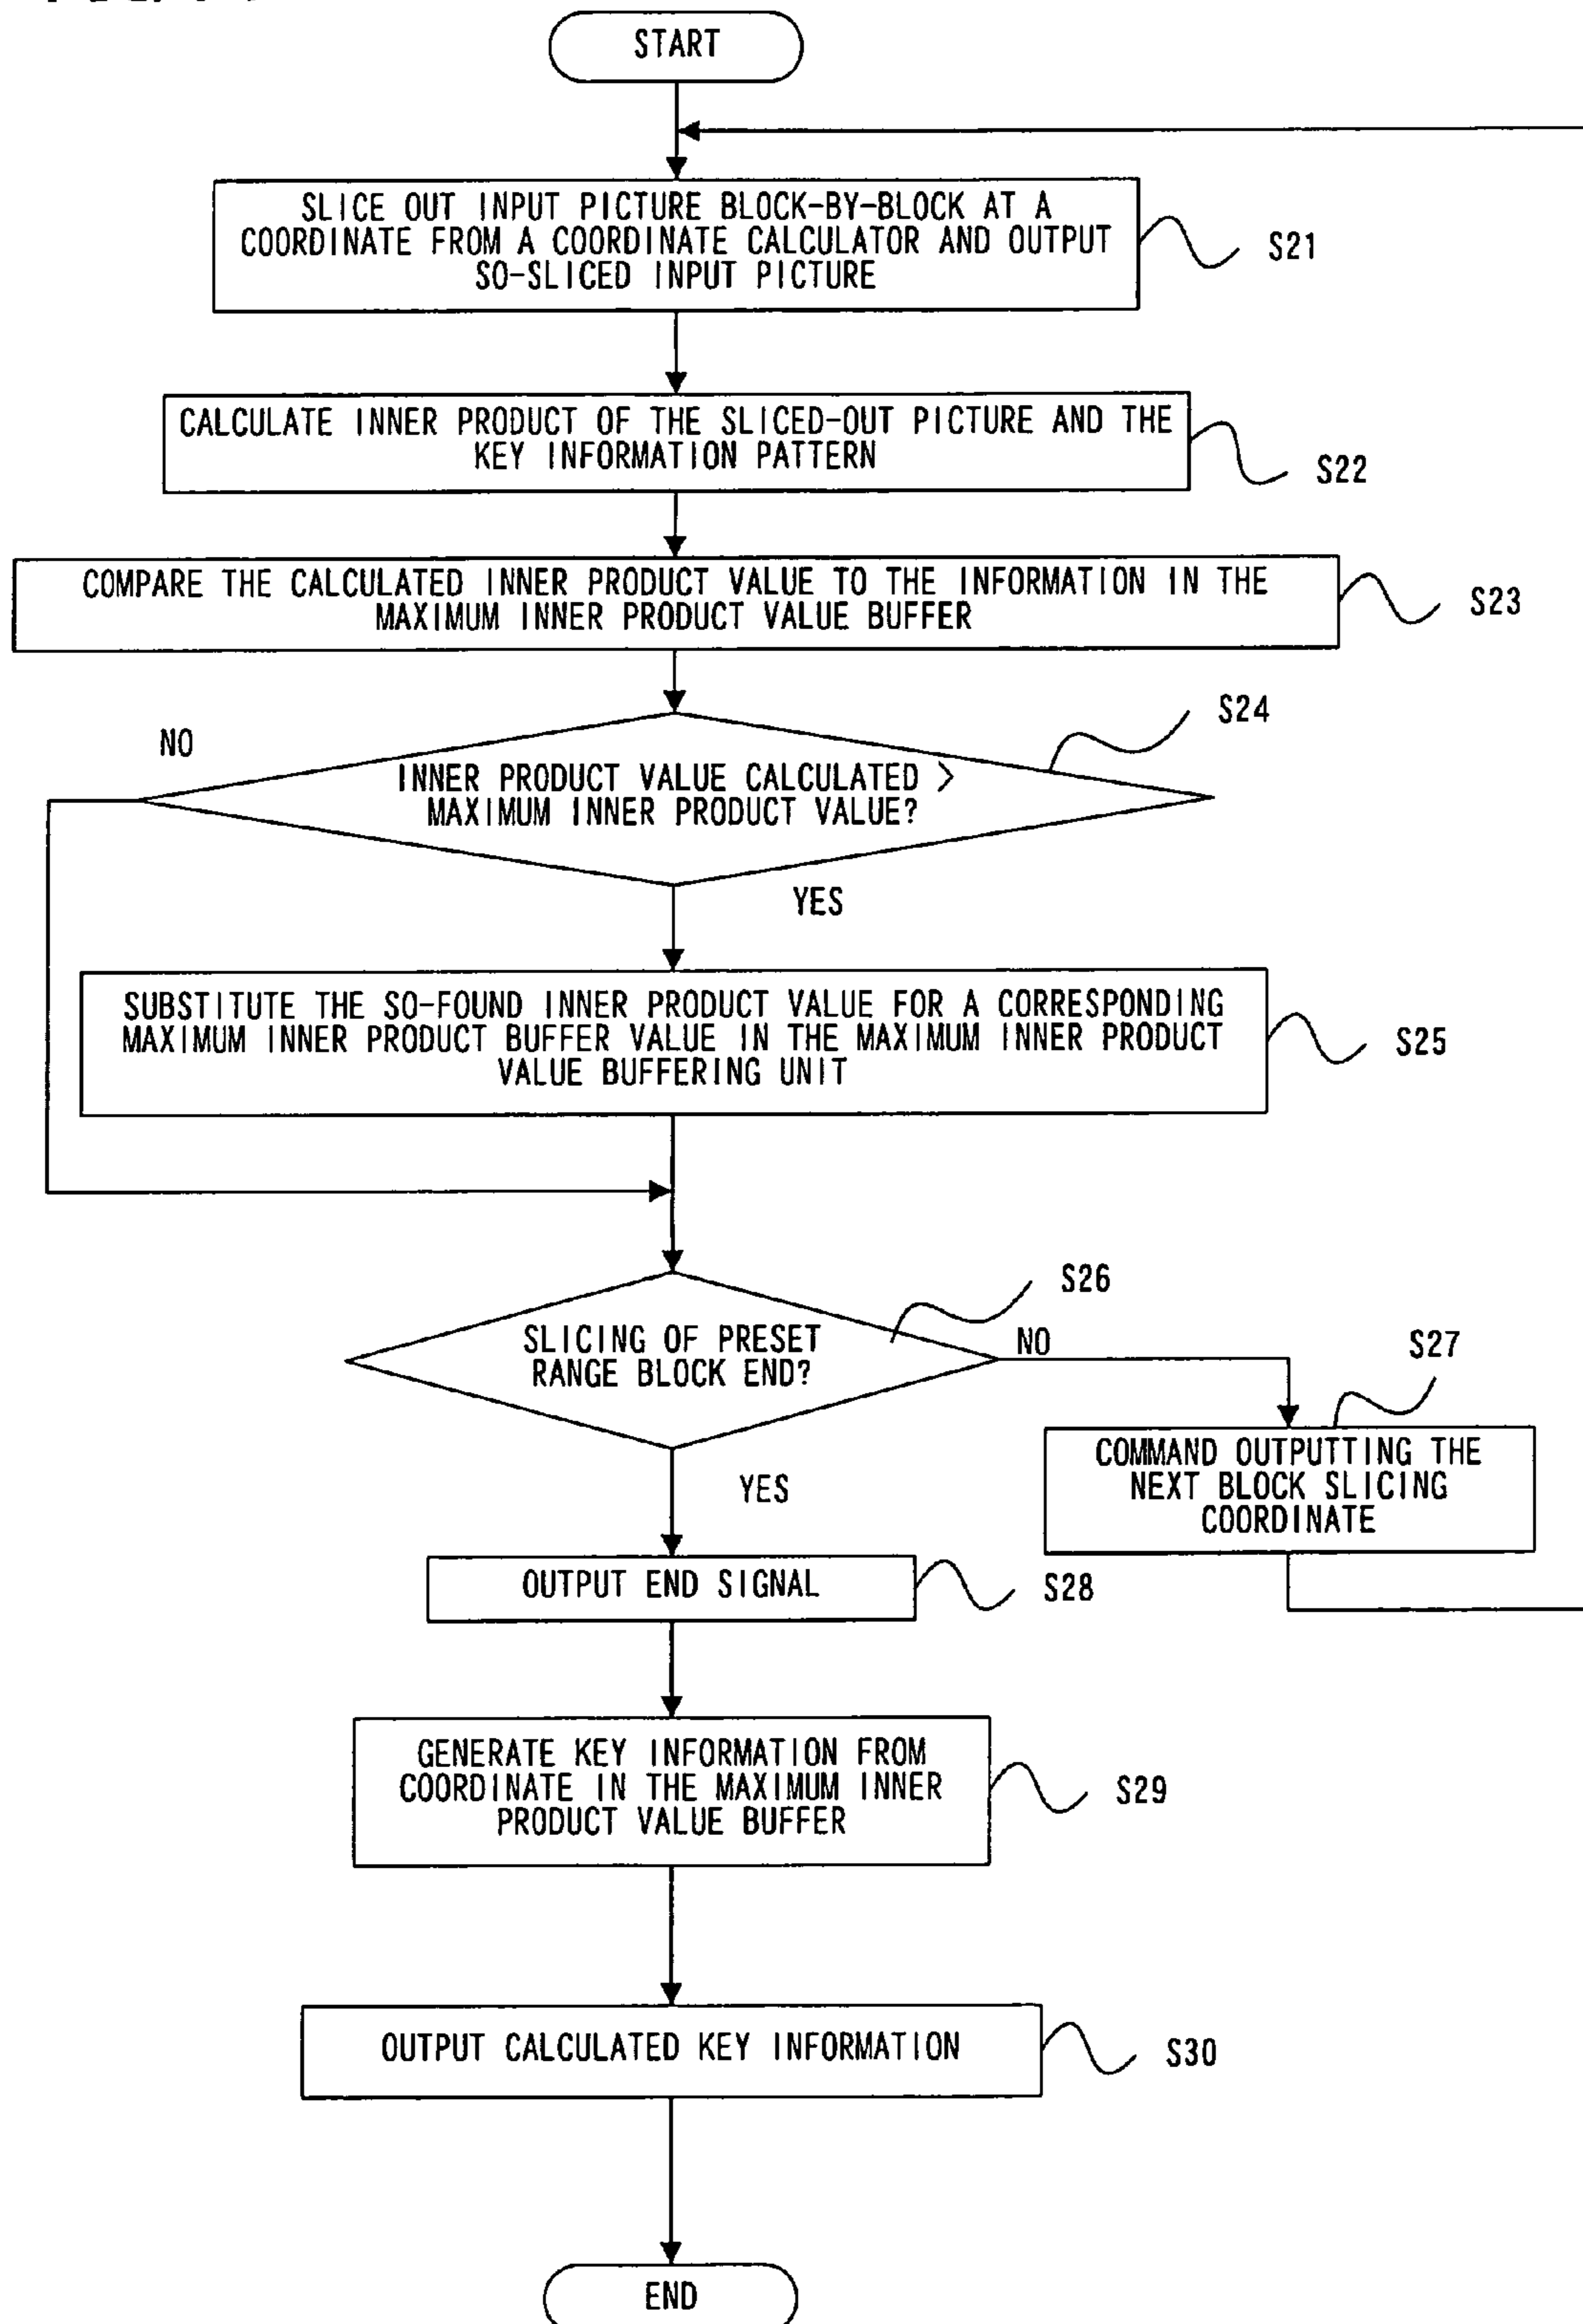 START
SLICE OUT INPUT PICTURE BLOCK-BY-BLOCK AT A
COORDINATE FROM A COORDINATE CALCULATOR AND OUTPUT
SO-SLICED INPUT PICTURE
S21
CALCULATE INNER PRODUCT OF THE SLICED-OUT PICTURE AND THE
KEY INFORMATION PATTERN
S22
COMPARE THE CALCULATED INNER PRODUCT VALUE TO THE INFORMATION IN THE
MAXIMUM INNER PRODUCT VALUE BUFFER
S23
S24
NO
INNER PRODUCT VALUE CALCULATED >
MAXIMUM INNER PRODUCT VALUE?
YES
SUBSTITUTE THE SO-FOUND INNER PRODUCT VALUE FOR A CORRESPONDING
MAXIMUM INNER PRODUCT BUFFER VALUE IN THE MAXIMUM INNER PRODUCT
VALUE BUFFERING UNIT
S25
S26
SLICING OF PRESET
RANGE BLOCK END?
NO
S27
COMMAND OUTPUTTING THE
NEXT BLOCK SLICING
COORDINATE
YES
OUTPUT END SIGNAL
S28
GENERATE KEY INFORMATION FROM
COORDINATE IN THE MAXIMUM INNER
PRODUCT VALUE BUFFER
S29
OUTPUT CALCULATED KEY INFORMATION
S30
END